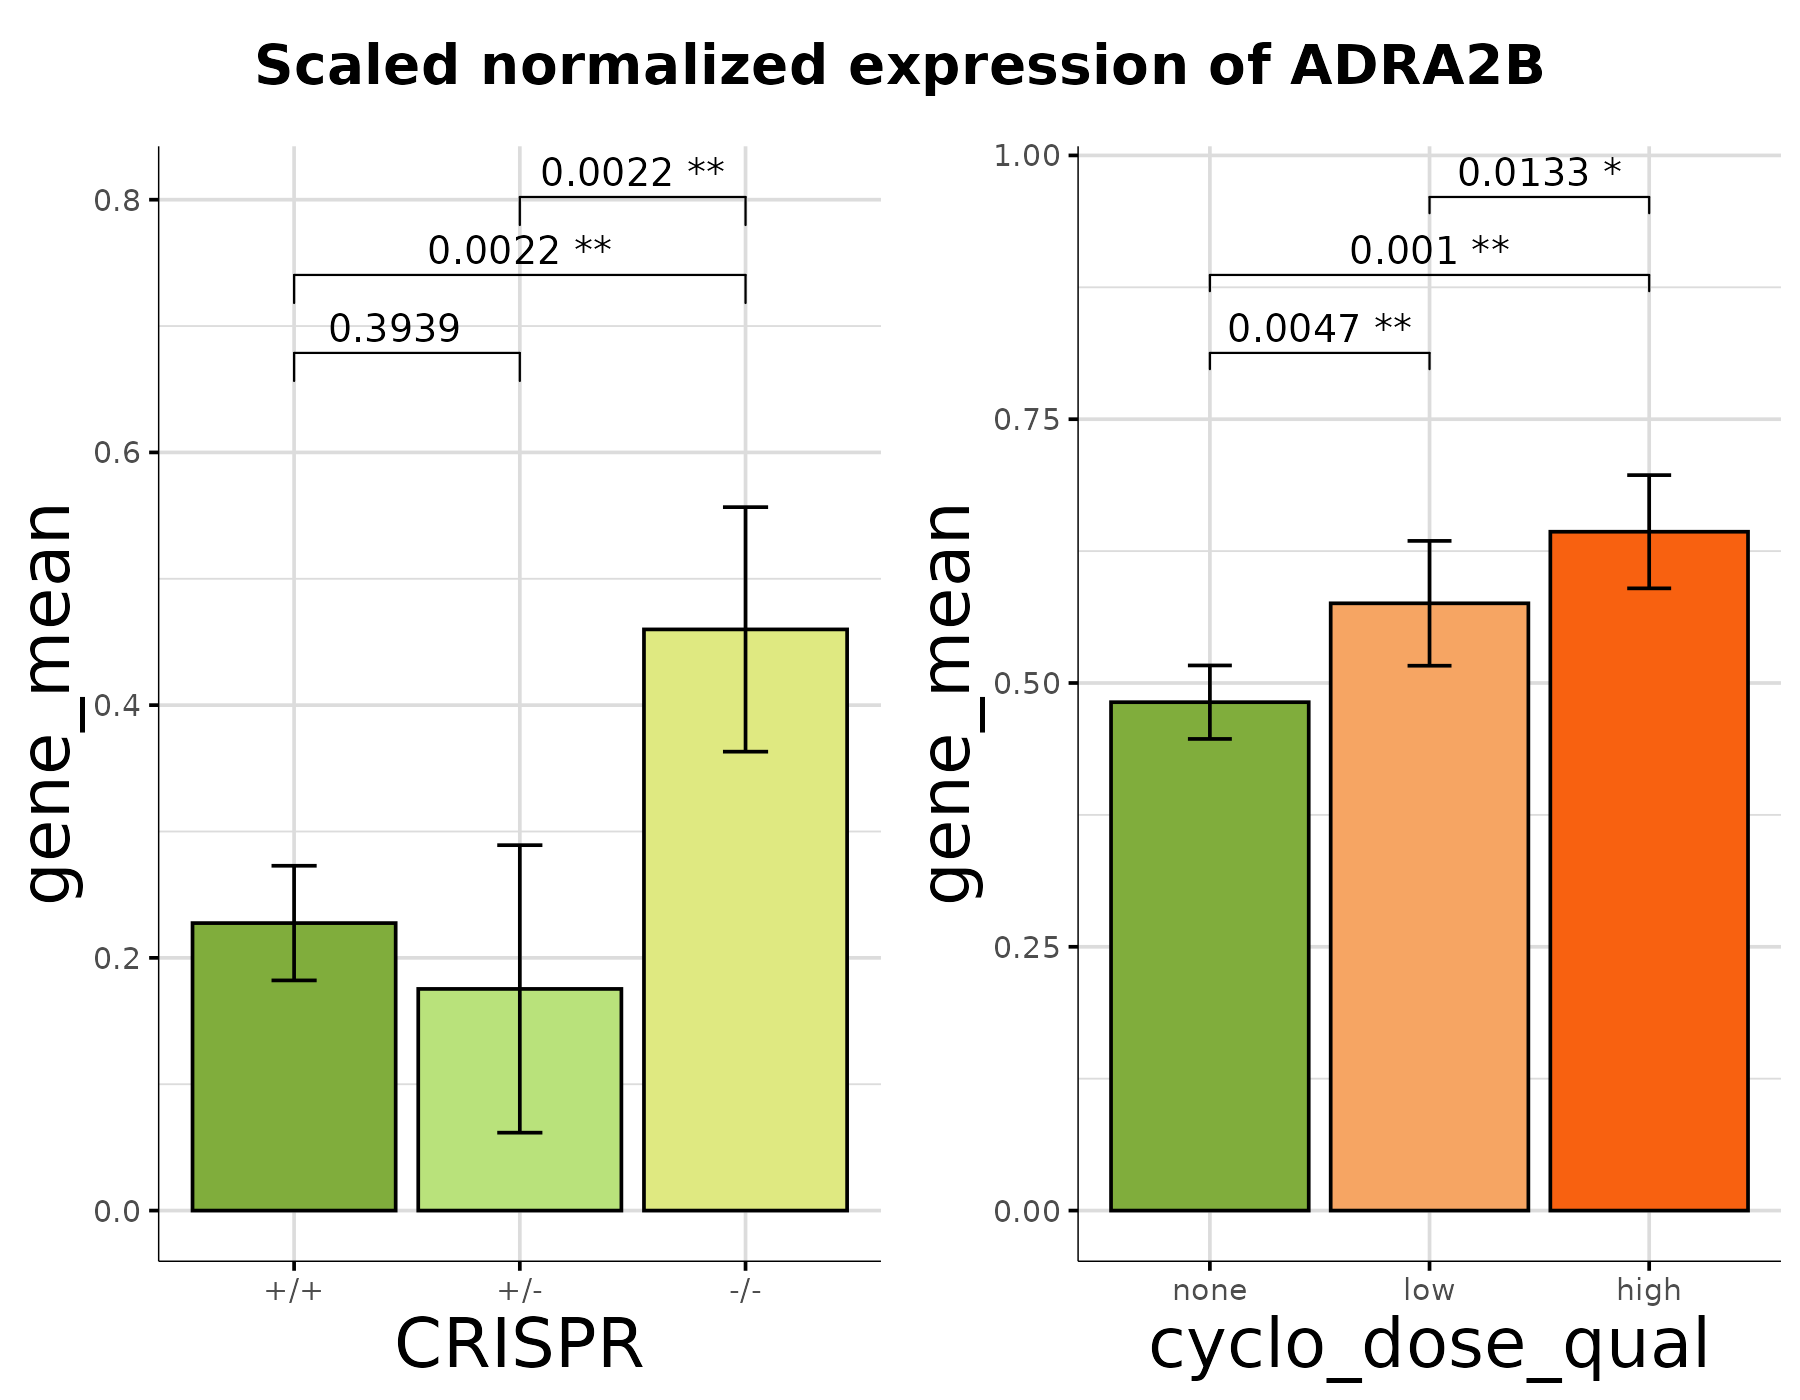 Scaled normalized expression of ADRA2B
gene_mean
0.8
0.6
0.4
0.2
0.0
0.0022 **
0.0022 **
0.3939
+/+
+/-
-/-
CRISPR
gene_mean
1.00
0.75
0.50
0.25
0.00
0.0133 *
0.001 **
0.0047 **
none
low
high
cyclo_dose_qual